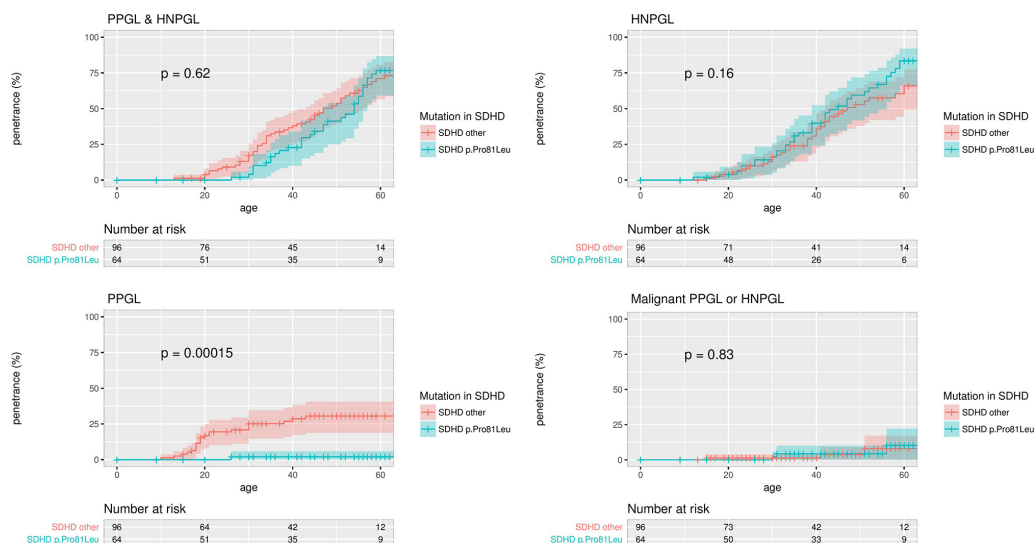 PPGL & HNPGL
100
75
50
25
0
penetrance (%)
p = 0.62
0 20 40 60
age
Mutation in SDHD
SDHD other
SDHD p.Pro81Leu
Number at risk
SDHD other 96 76 45 14
SDHD p.Pro81Leu 64 51 35 9
HNPGL
100
75
50
25
0
penetrance (%)
p = 0.16
0 20 40 60
age
Mutation in SDHD
SDHD other
SDHD p.Pro81Leu
Number at risk
SDHD other 96 71 41 14
SDHD p.Pro81Leu 64 48 26 6
PPGL
100
75
50
25
0
penetrance (%)
p = 0.00015
0 20 40 60
age
Mutation in SDHD
SDHD other
SDHD p.Pro81Leu
Number at risk
SDHD other 96 64 42 12
SDHD p.Pro81Leu 64 51 35 9
Malignant PPGL or HNPGL
100
75
50
25
0
penetrance (%)
p = 0.83
0 20 40 60
age
Mutation in SDHD
SDHD other
SDHD p.Pro81Leu
Number at risk
SDHD other 96 73 42 12
SDHD p.Pro81Leu 64 50 33 9